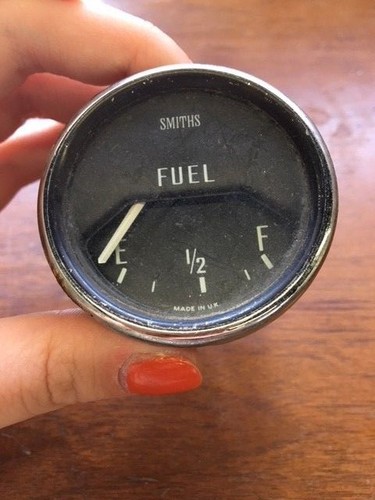 SMITHS
FUEL
E 1/2 F
MADE IN U.K.